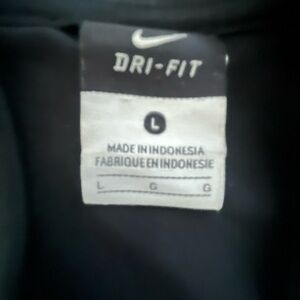 DRI-FIT
L
MADE IN INDONESIA
FABRIQUE EN INDONESIE
L G G